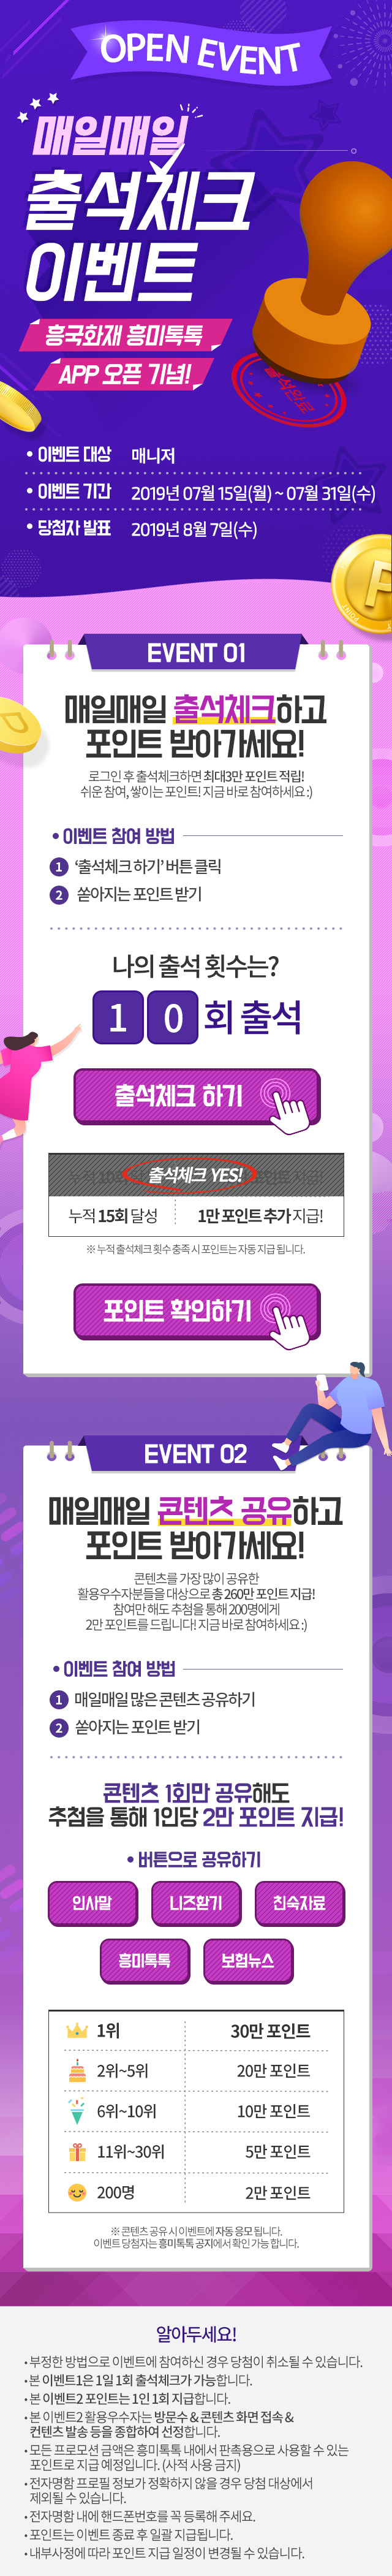 OPEN EVENT
매일매일
출석체크
이벤트
흥국화재 흥미톡톡
APP 오픈 기념!
출석완료
• 이벤트 대상 매니저
• 이벤트 기간 2019년 07월 15일(월) ~ 07월 31일(수)
• 당첨자 발표 2019년 8월 7일(수)
P
POINT
EVENT 01
매일매일 출석체크하고
포인트 받아가세요!
로그인 후 출석체크하면 최대3만 포인트 적립!
쉬운 참여, 쌓이는 포인트! 지금 바로 참여하세요 :)
• 이벤트 참여 방법
1 ‘출석체크 하기’ 버튼 클릭
2 쏟아지는 포인트 받기
나의 출석 횟수는?
1 0 회 출석
출석체크 하기
누적 10 출석체크 YES! 포인트 지급!
누적 15회 달성 1만 포인트 추가 지급!
※ 누적 출석체크 횟수 충족 시 포인트는 자동 지급 됩니다.
포인트 확인하기
EVENT 02
매일매일 콘텐츠 공유하고
포인트 받아가세요!
콘텐츠를 가장 많이 공유한
활용우수자분들을 대상으로 총 260만 포인트 지급!
참여만 해도 추첨을 통해 200명에게
2만 포인트를 드립니다! 지금 바로 참여하세요 :)
• 이벤트 참여 방법
1 매일매일 많은 콘텐츠 공유하기
2 쏟아지는 포인트 받기
콘텐츠 1회만 공유해도
추첨을 통해 1인당 2만 포인트 지급!
• 버튼으로 공유하기
인사말 니즈환기 친숙자료
흥미톡톡 보험뉴스
1위 30만 포인트
2위~5위 20만 포인트
6위~10위 10만 포인트
11위~30위 5만 포인트
200명 2만 포인트
※ 콘텐츠 공유 시 이벤트에 자동 응모 됩니다.
이벤트 당첨자는 흥미톡톡 공지에서 확인 가능 합니다.
알아두세요!
• 부정한 방법으로 이벤트에 참여하신 경우 당첨이 취소될 수 있습니다.
• 본 이벤트1은 1일 1회 출석체크가 가능합니다.
• 본 이벤트2 포인트는 1인 1회 지급합니다.
• 본 이벤트2 활용우수자는 방문수 & 콘텐츠 화면 접속 &
컨텐츠 발송 등을 종합하여 선정합니다.
• 모든 프로모션 금액은 흥미톡톡 내에서 판촉용으로 사용할 수 있는
포인트로 지급 예정입니다. (사적 사용 금지)
• 전자명함 프로필 정보가 정확하지 않을 경우 당첨 대상에서
제외될 수 있습니다.
• 전자명함 내에 핸드폰번호를 꼭 등록해 주세요.
• 포인트는 이벤트 종료 후 일괄 지급됩니다.
• 내부사정에 따라 포인트 지급 일정이 변경될 수 있습니다.